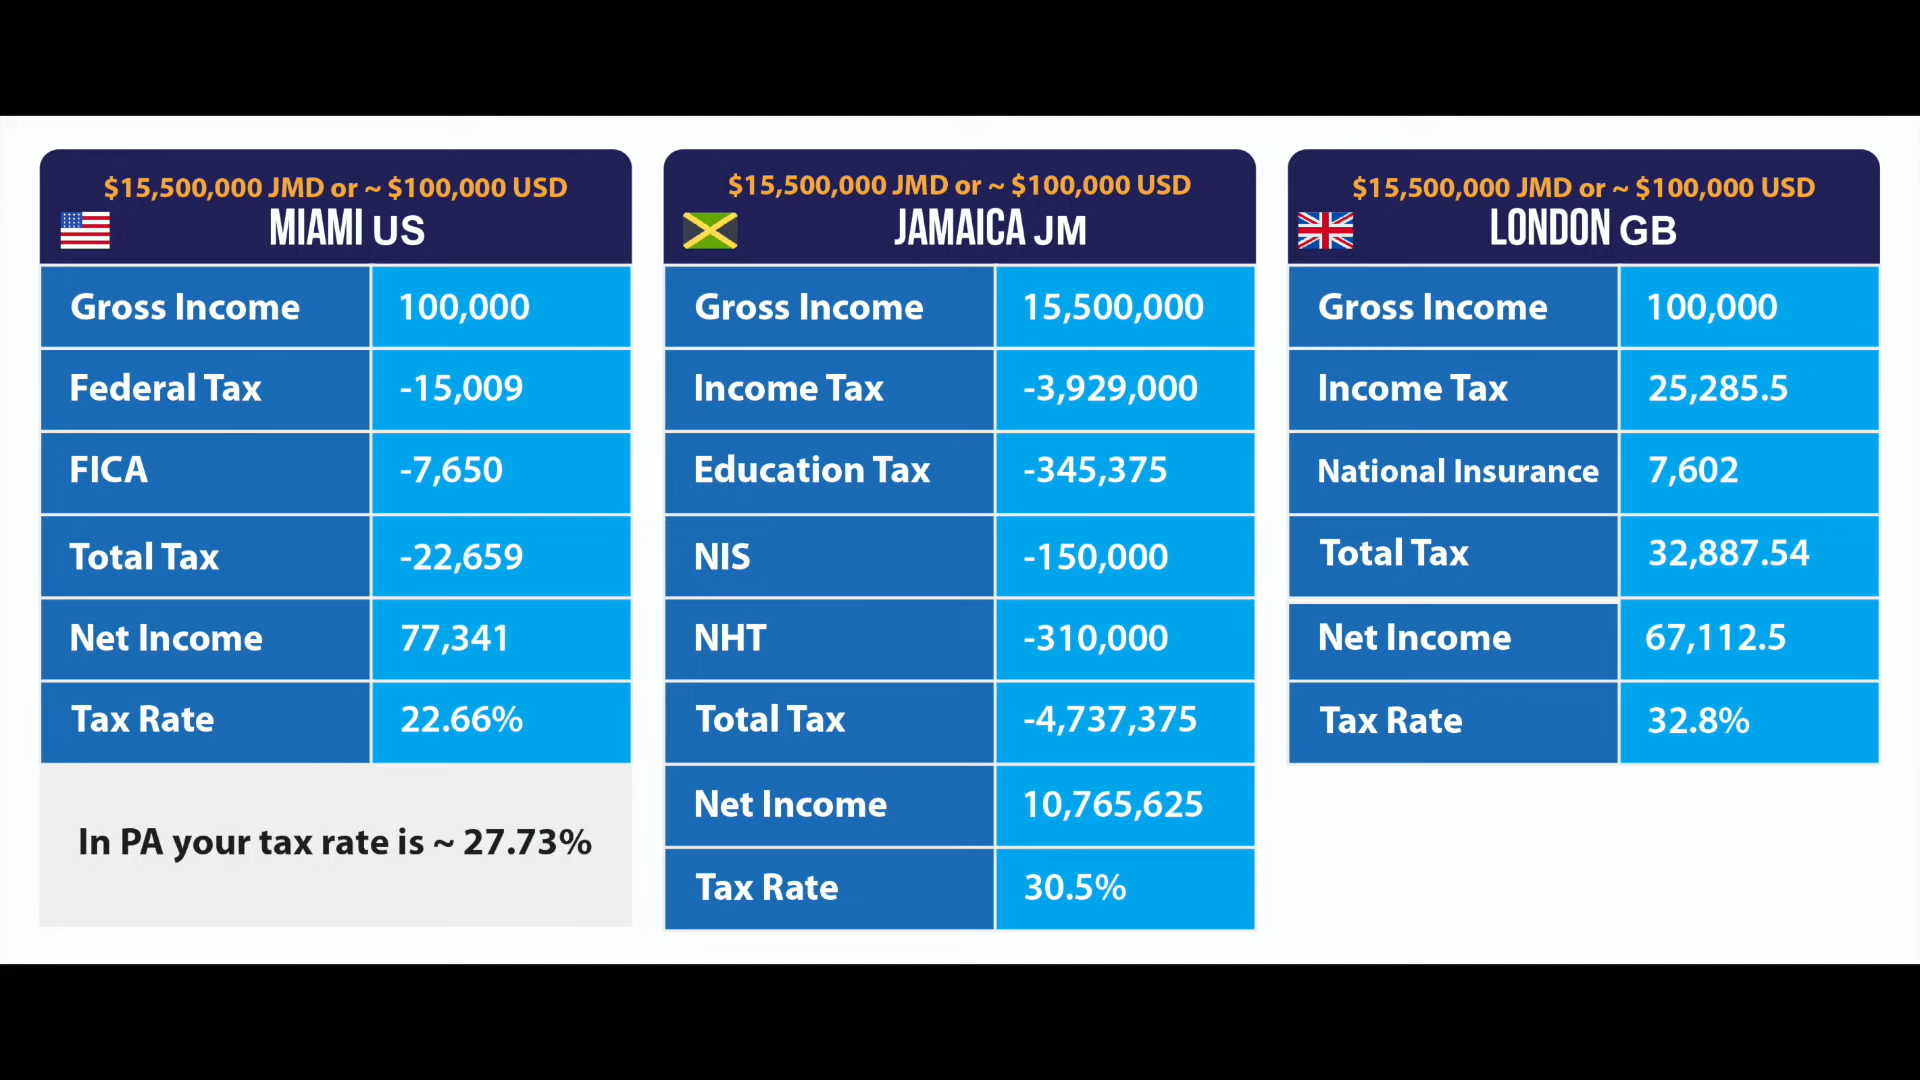 $15,500,000 JMD or ~ $100,000 USD
MIAMI US
Gross Income 100,000
Federal Tax -15,009
FICA -7,650
Total Tax -22,659
Net Income 77,341
Tax Rate 22.66%
In PA your tax rate is ~ 27.73%
$15,500,000 JMD or ~ $100,000 USD
JAMAICA JM
Gross Income 15,500,000
Income Tax -3,929,000
Education Tax -345,375
NIS -150,000
NHT -310,000
Total Tax -4,737,375
Net Income 10,765,625
Tax Rate 30.5%
$15,500,000 JMD or ~ $100,000 USD
LONDON GB
Gross Income 100,000
Income Tax 25,285.5
National Insurance 7,602
Total Tax 32,887.54
Net Income 67,112.5
Tax Rate 32.8%